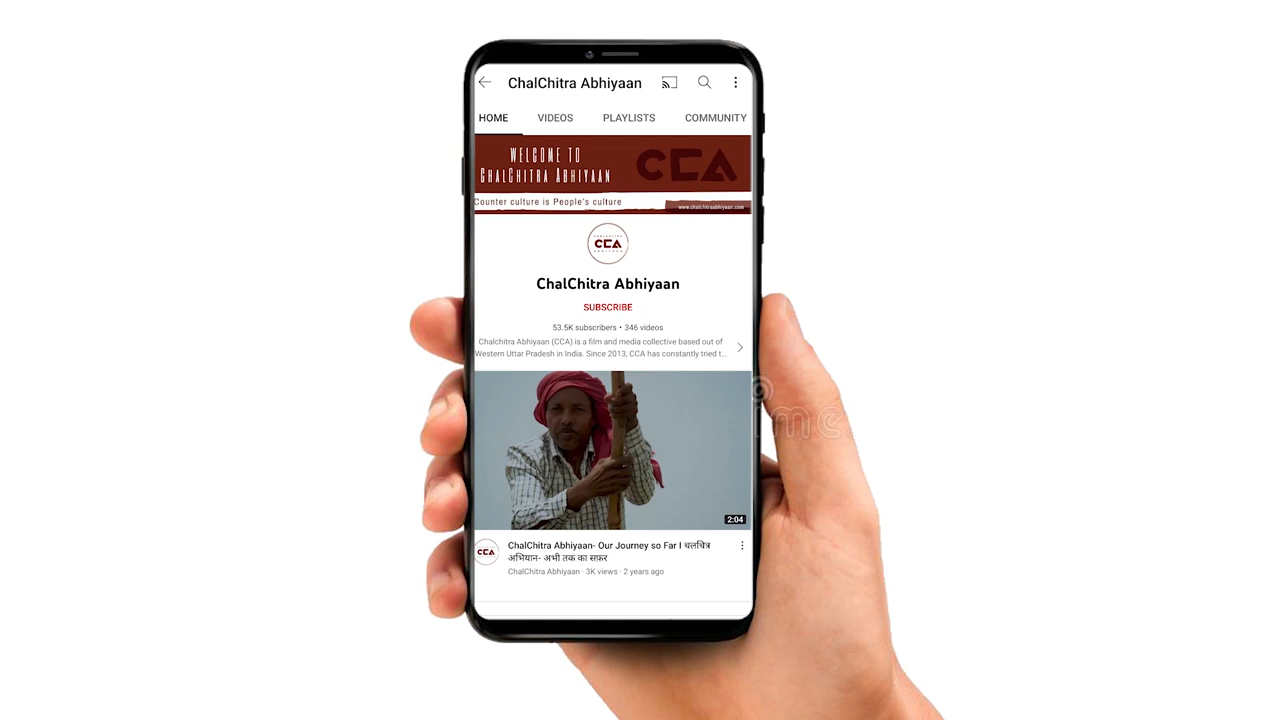 ChalChitra Abhiyaan
HOME VIDEOS PLAYLISTS COMMUNITY
WELCOME TO
CHALCHITRA ABHIYAAN
CCA
Counter culture is People's culture
www.chalchitraabhiyaan.com
CHALCHITRA
CCA
ABHIYAAN
ChalChitra Abhiyaan
SUBSCRIBE
53.5K subscribers • 346 videos
Chalchitra Abhiyaan (CCA) is a film and media collective based out of
Western Uttar Pradesh in India. Since 2013, CCA has constantly tried t...
2:04
CCA
ChalChitra Abhiyaan- Our Journey so Far I चलचित्र
अभियान- अभी तक का सफ़र
ChalChitra Abhiyaan · 3K views · 2 years ago